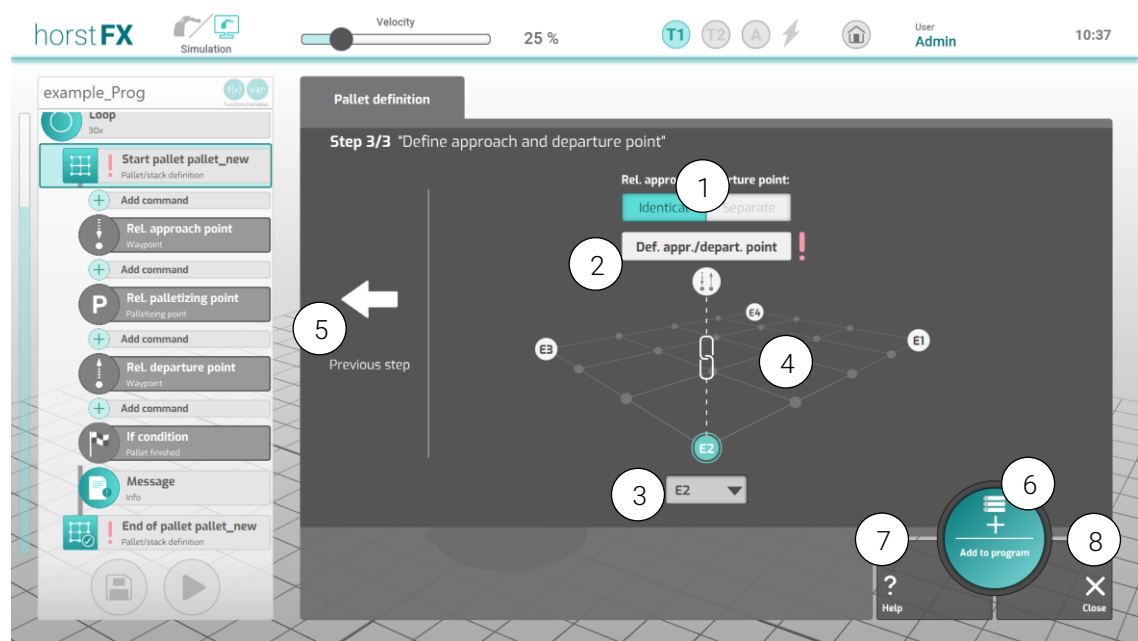 horstFX
Simulation
Velocity
25 %
T1
T2
A
User
Admin
10:37
example_Prog
f(x)
var
Functions/variables
Loop
30x
Start pallet pallet_new
Pallet/stack definition
Add command
Rel. approach point
Waypoint
Add command
P
Rel. palletizing point
Palletizing point
Add command
Rel. departure point
Waypoint
Add command
If condition
Pallet finished
Message
Info
End of pallet pallet_new
Pallet/stack definition
Pallet definition
Step 3/3 "Define approach and departure point"
Rel. appro
rture point:
1
Identica
Separate
2
Def. appr./depart. point
E4
E3
E1
4
5
Previous step
E2
3
E2
6
Add to program
7
8
?
Help
Close